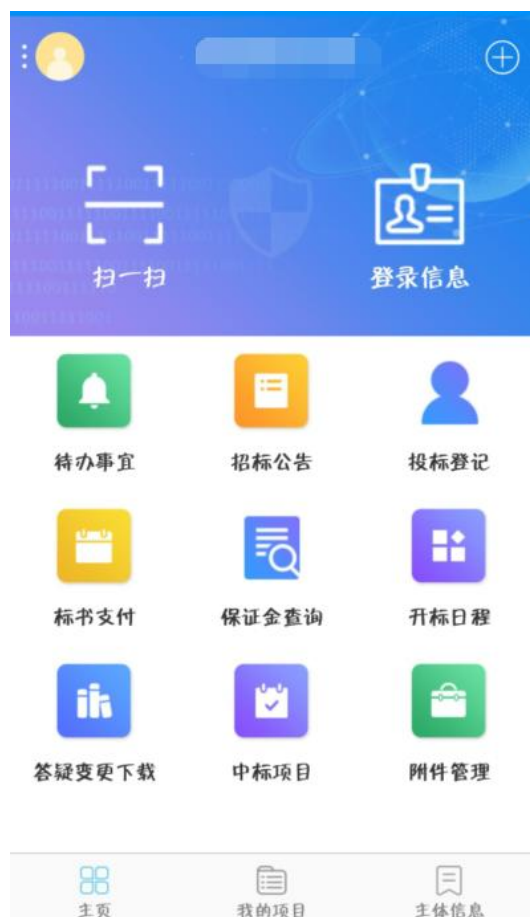 扫一扫 登录信息
待办事宜 招标公告 投标登记
标书支付 保证金查询 开标日程
答疑变更下载 中标项目 附件管理
主页 我的项目 主体信息